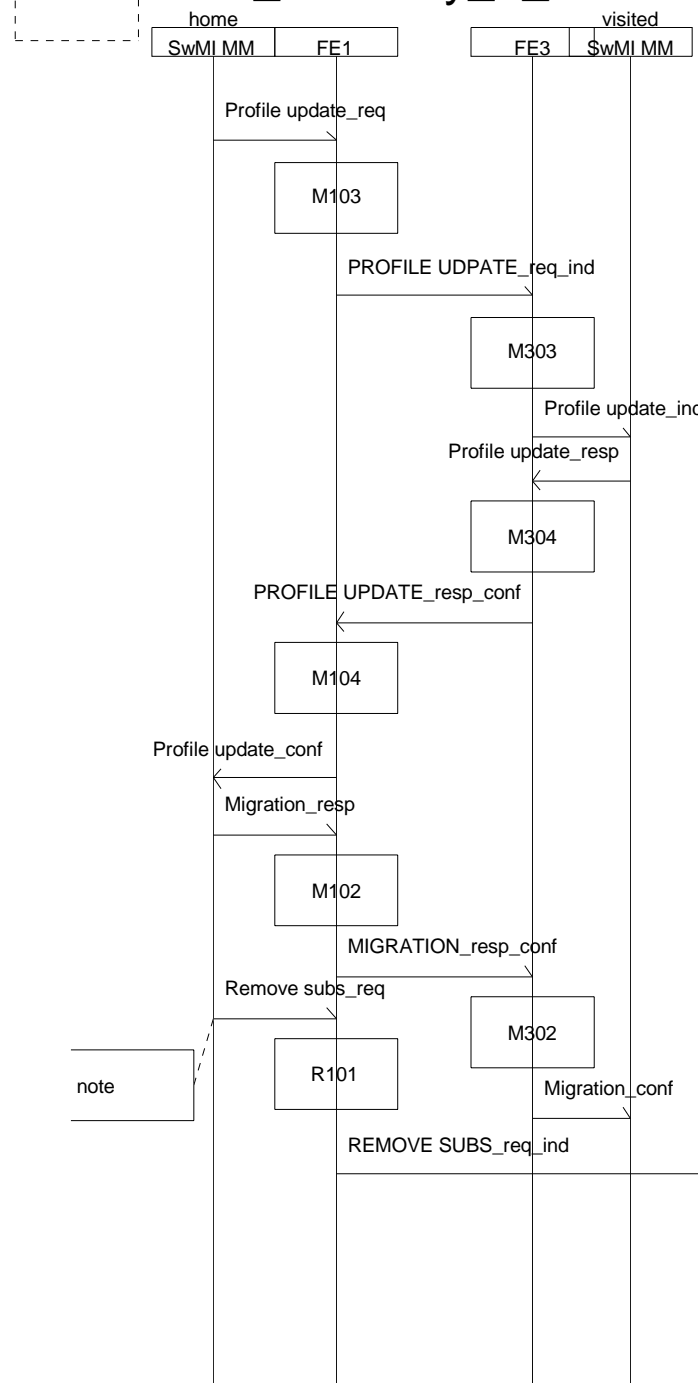 home visited
SwMI MM FE1 FE3 SwMI MM
Profile update_req
M103
PROFILE UDPATE_req_ind
M303
Profile update_ind
Profile update_resp
M304
PROFILE UPDATE_resp_conf
M104
Profile update_conf
Migration_resp
M102
MIGRATION_resp_conf
Remove subs_req
M302
R101
note
Migration_conf
REMOVE SUBS_req_ind